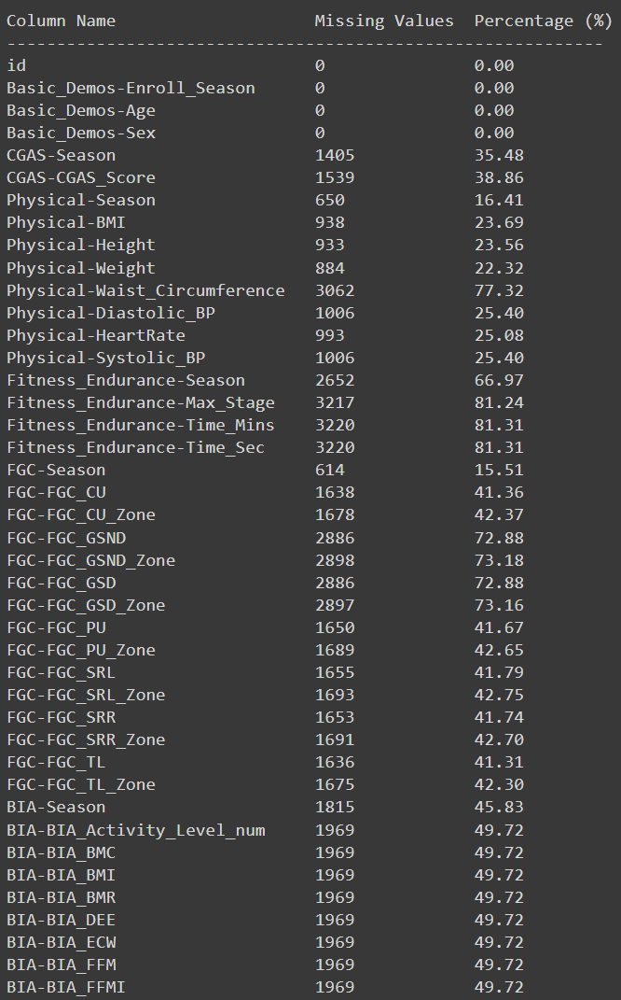 Column Name Missing Values Percentage (%)
------------------------------------------------------------
id 0 0.00
Basic_Demos-Enroll_Season 0 0.00
Basic_Demos-Age 0 0.00
Basic_Demos-Sex 0 0.00
CGAS-Season 1405 35.48
CGAS-CGAS_Score 1539 38.86
Physical-Season 650 16.41
Physical-BMI 938 23.69
Physical-Height 933 23.56
Physical-Weight 884 22.32
Physical-Waist_Circumference 3062 77.32
Physical-Diastolic_BP 1006 25.40
Physical-HeartRate 993 25.08
Physical-Systolic_BP 1006 25.40
Fitness_Endurance-Season 2652 66.97
Fitness_Endurance-Max_Stage 3217 81.24
Fitness_Endurance-Time_Mins 3220 81.31
Fitness_Endurance-Time_Sec 3220 81.31
FGC-Season 614 15.51
FGC-FGC_CU 1638 41.36
FGC-FGC_CU_Zone 1678 42.37
FGC-FGC_GSND 2886 72.88
FGC-FGC_GSND_Zone 2898 73.18
FGC-FGC_GSD 2886 72.88
FGC-FGC_GSD_Zone 2897 73.16
FGC-FGC_PU 1650 41.67
FGC-FGC_PU_Zone 1689 42.65
FGC-FGC_SRL 1655 41.79
FGC-FGC_SRL_Zone 1693 42.75
FGC-FGC_SRR 1653 41.74
FGC-FGC_SRR_Zone 1691 42.70
FGC-FGC_TL 1636 41.31
FGC-FGC_TL_Zone 1675 42.30
BIA-Season 1815 45.83
BIA-BIA_Activity_Level_num 1969 49.72
BIA-BIA_BMC 1969 49.72
BIA-BIA_BMI 1969 49.72
BIA-BIA_BMR 1969 49.72
BIA-BIA_DEE 1969 49.72
BIA-BIA_ECW 1969 49.72
BIA-BIA_FFM 1969 49.72
BIA-BIA_FFMI 1969 49.72